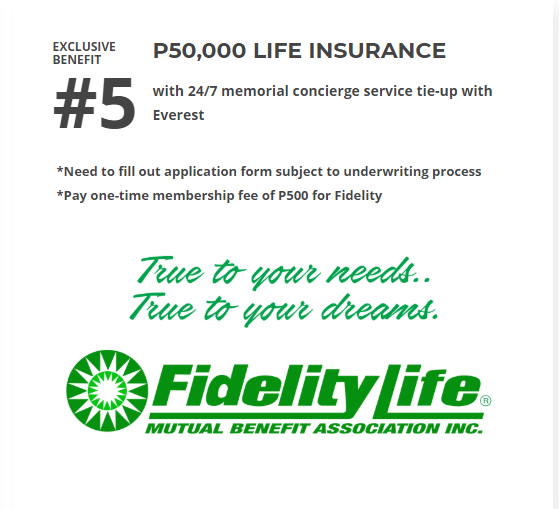 EXCLUSIVE
BENEFIT
#5
P50,000 LIFE INSURANCE
with 24/7 memorial concierge service tie-up with
Everest
*Need to fill out application form subject to underwriting process
*Pay one-time membership fee of P500 for Fidelity
True to your needs..
True to your dreams.
Fidelity Life ®
MUTUAL BENEFIT ASSOCIATION INC.